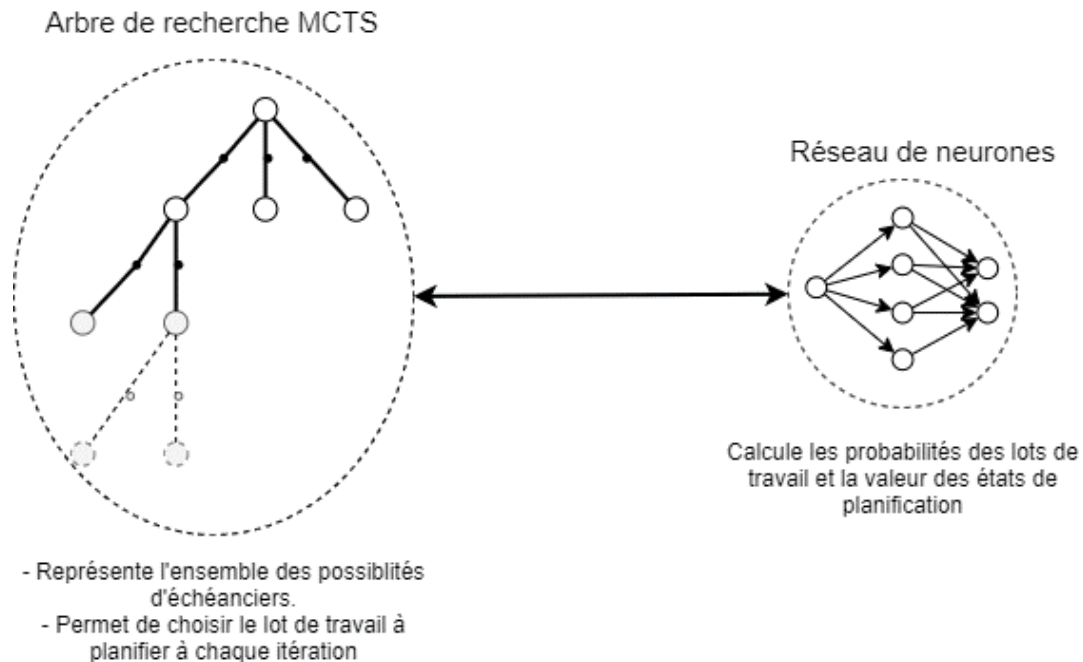 Arbre de recherche MCTS
Réseau de neurones
Calcule les probabilités des lots de
travail et la valeur des états de
planification
- Représente l'ensemble des possiblités
d'échéanciers.
- Permet de choisir le lot de travail à
planifier à chaque itération